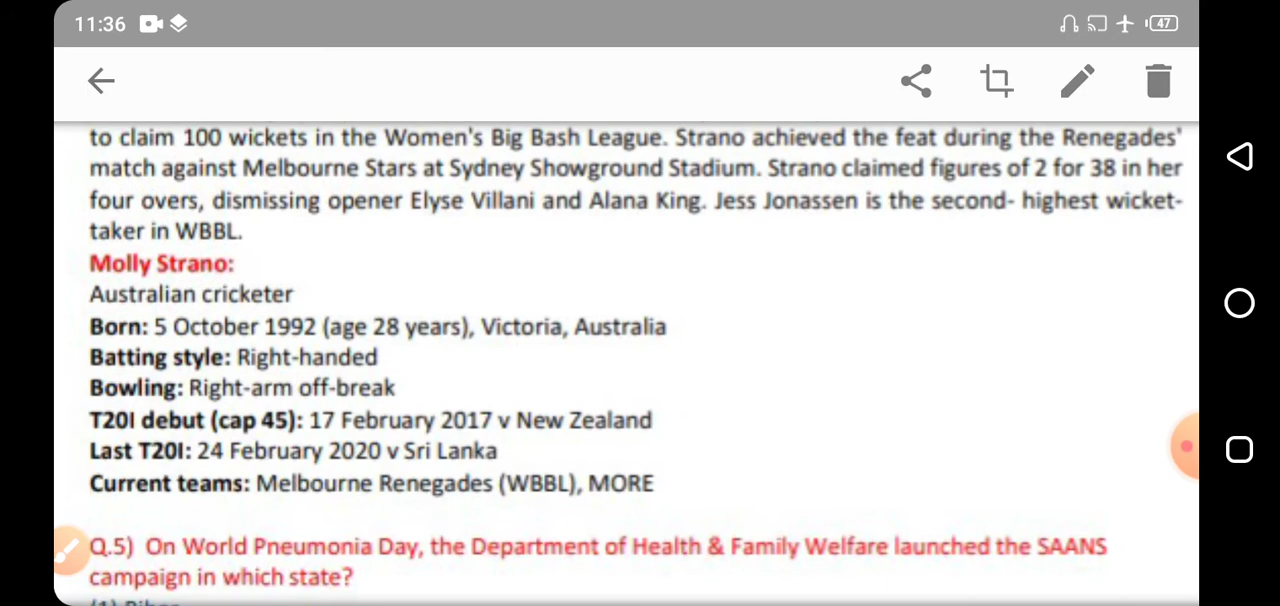 11:36
47
to claim 100 wickets in the Women's Big Bash League. Strano achieved the feat during the Renegades'
match against Melbourne Stars at Sydney Showground Stadium. Strano claimed figures of 2 for 38 in her
four overs, dismissing opener Elyse Villani and Alana King. Jess Jonassen is the second- highest wicket-
taker in WBBL.
Molly Strano:
Australian cricketer
Born: 5 October 1992 (age 28 years), Victoria, Australia
Batting style: Right-handed
Bowling: Right-arm off-break
T20I debut (cap 45): 17 February 2017 v New Zealand
Last T20I: 24 February 2020 v Sri Lanka
Current teams: Melbourne Renegades (WBBL), MORE
Q.5) On World Pneumonia Day, the Department of Health & Family Welfare launched the SAANS
campaign in which state?
(1) Bihar